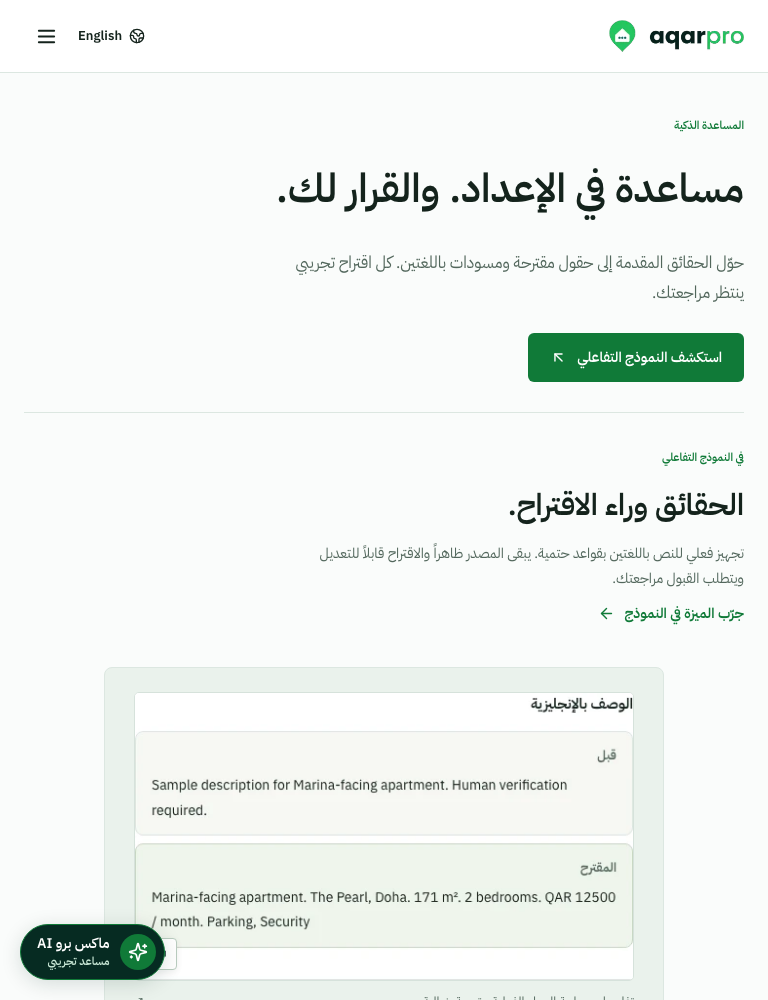 aqarpro
English
المساعدة الذكية
مساعدة في الإعداد. والقرار لك.
حوّل الحقائق المقدمة إلى حقول مقترحة ومسودات باللغتين. كل اقتراح تجريبي
ينتظر مراجعتك.
استكشف النموذج التفاعلي
في النموذج التفاعلي
الحقائق وراء الاقتراح.
تجهيز فعلي للنص باللغتين بقواعد حتمية. يبقى المصدر ظاهراً والاقتراح قابلاً للتعديل
ويتطلب القبول مراجعتك.
جرّب الميزة في النموذج
الوصف بالإنجليزية
قبل
Sample description for Marina-facing apartment. Human verification
required.
المقترح
Marina-facing apartment. The Pearl, Doha. 171 m². 2 bedrooms. QAR 12500
/ month. Parking, Security
ماكس برو AI
مساعد تجريبي